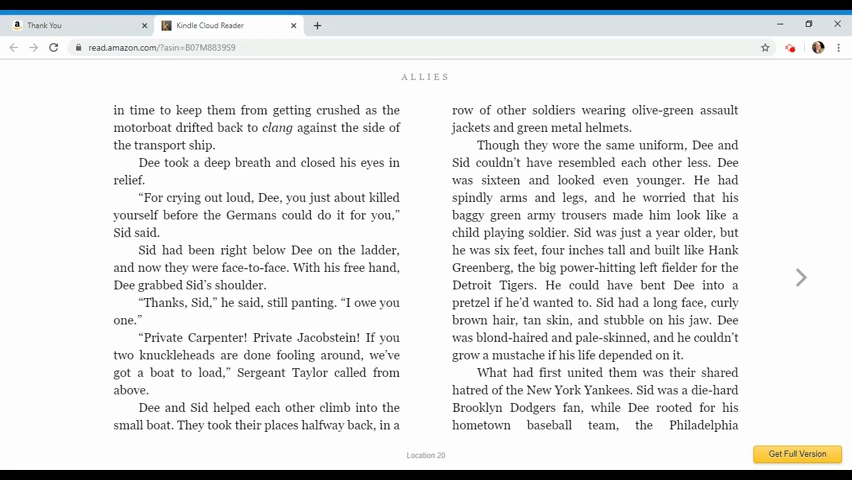 Thank You
Kindle Cloud Reader
read.amazon.com/?asin=B07M8839S9
ALLIES
in time to keep them from getting crushed as the
motorboat drifted back to clang against the side of
the transport ship.
Dee took a deep breath and closed his eyes in
relief.
“For crying out loud, Dee, you just about killed
yourself before the Germans could do it for you,”
Sid said.
Sid had been right below Dee on the ladder,
and now they were face-to-face. With his free hand,
Dee grabbed Sid’s shoulder.
“Thanks, Sid,” he said, still panting. “I owe you
one.”
“Private Carpenter! Private Jacobstein! If you
two knuckleheads are done fooling around, we’ve
got a boat to load,” Sergeant Taylor called from
above.
Dee and Sid helped each other climb into the
small boat. They took their places halfway back, in a
row of other soldiers wearing olive-green assault
jackets and green metal helmets.
Though they wore the same uniform, Dee and
Sid couldn’t have resembled each other less. Dee
was sixteen and looked even younger. He had
spindly arms and legs, and he worried that his
baggy green army trousers made him look like a
child playing soldier. Sid was just a year older, but
he was six feet, four inches tall and built like Hank
Greenberg, the big power-hitting left fielder for the
Detroit Tigers. He could have bent Dee into a
pretzel if he’d wanted to. Sid had a long face, curly
brown hair, tan skin, and stubble on his jaw. Dee
was blond-haired and pale-skinned, and he couldn’t
grow a mustache if his life depended on it.
What had first united them was their shared
hatred of the New York Yankees. Sid was a die-hard
Brooklyn Dodgers fan, while Dee rooted for his
hometown baseball team, the Philadelphia
Location 20
Get Full Version